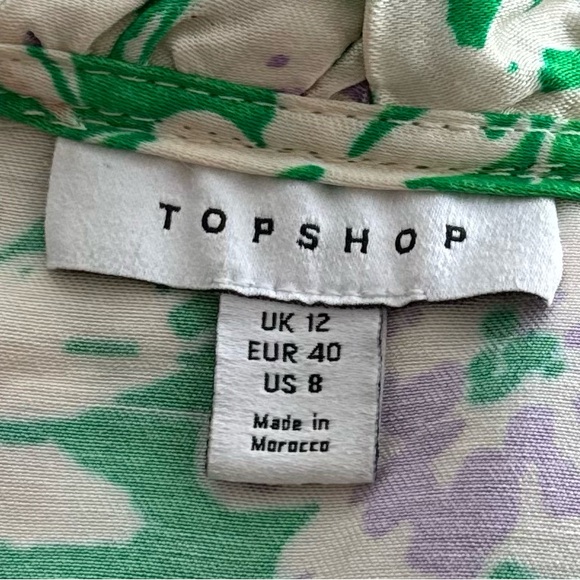 TOPSHOP
UK 12
EUR 40
US 8
Made in
Morocco